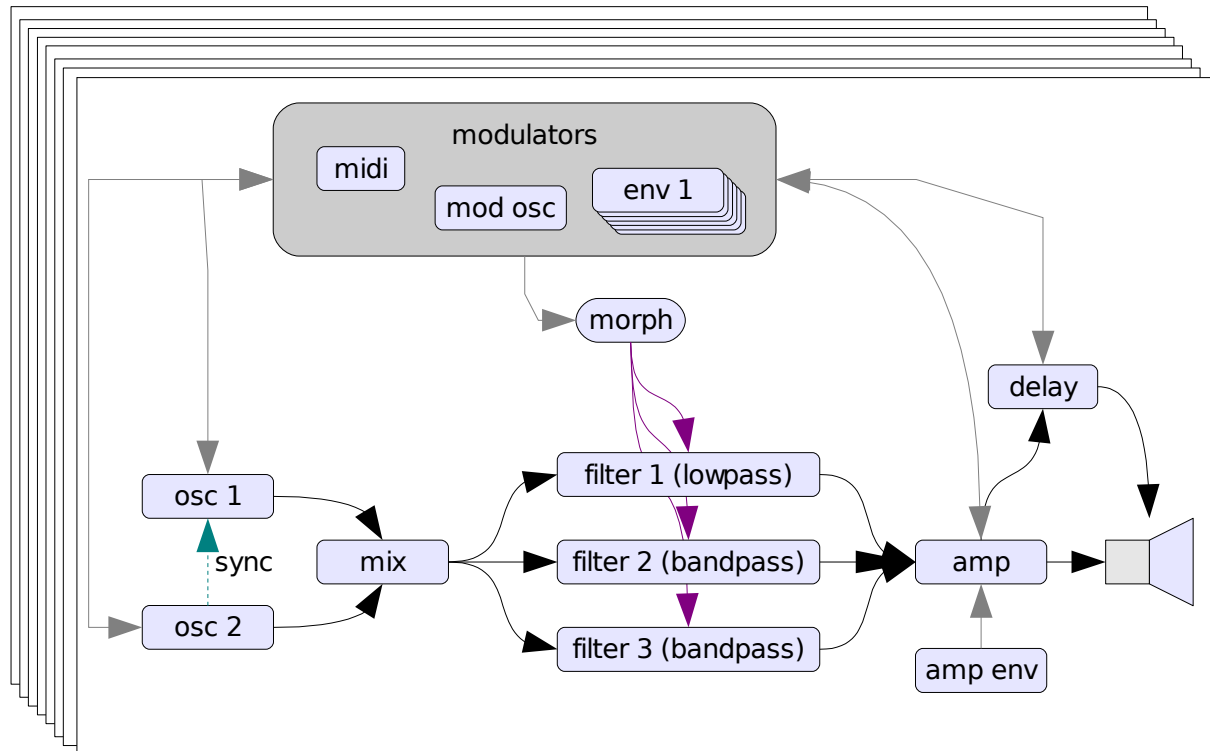 modulators
midi
mod osc
env 1
morph
delay
osc 1
filter 1 (lowpass)
sync
mix
filter 2 (bandpass)
amp
osc 2
filter 3 (bandpass)
amp env